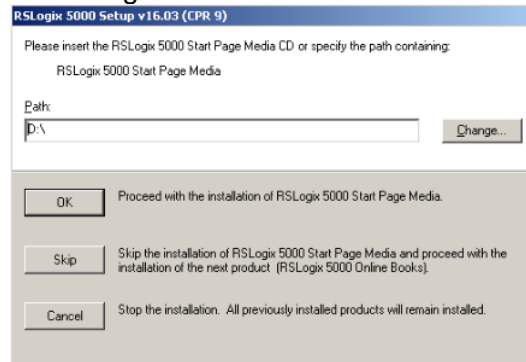 RSLogix 5000 Setup v16.03 (CPR 9)
Please insert the RSLogix 5000 Start Page Media CD or specify the path containing:
RSLogix 5000 Start Page Media
Path:
D:\
Change...
OK
Proceed with the installation of RSLogix 5000 Start Page Media.
Skip
Skip the installation of RSLogix 5000 Start Page Media and proceed with the
installation of the next product (RSLogix 5000 Online Books).
Cancel
Stop the installation. All previously installed products will remain installed.